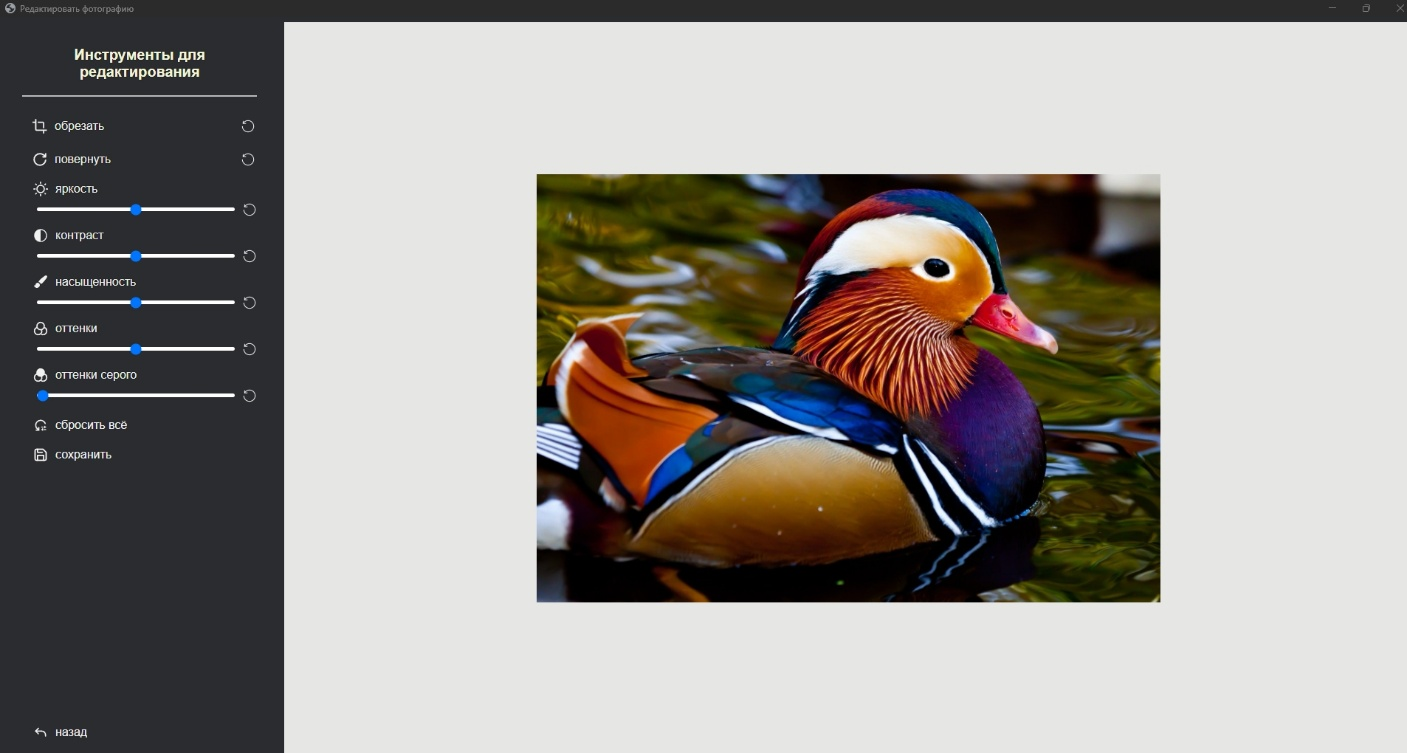 Редактировать фотографию
Инструменты для
редактирования
обрезать
повернуть
яркость
контраст
насыщенность
оттенки
оттенки серого
сбросить всё
сохранить
назад